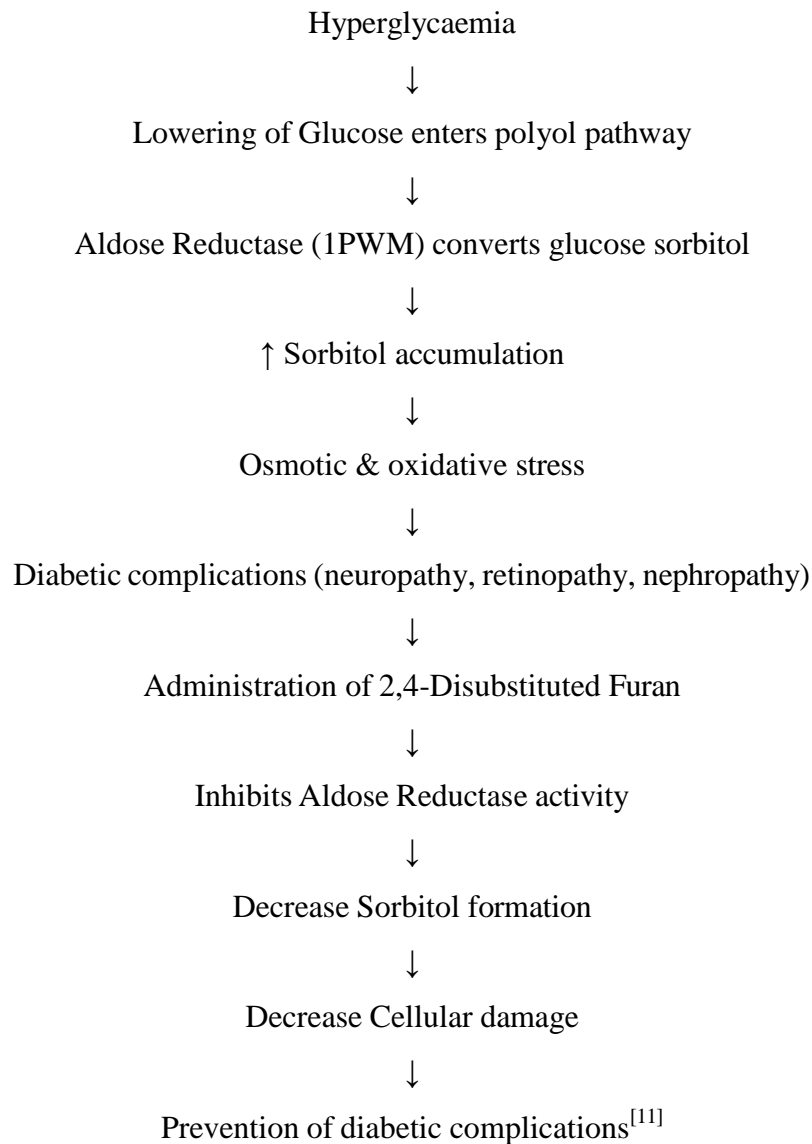 Hyperglycaemia
↓
Lowering of Glucose enters polyol pathway
↓
Aldose Reductase (1PWM) converts glucose sorbitol
↓
↑ Sorbitol accumulation
↓
Osmotic & oxidative stress
↓
Diabetic complications (neuropathy, retinopathy, nephropathy)
↓
Administration of 2,4-Disubstituted Furan
↓
Inhibits Aldose Reductase activity
↓
Decrease Sorbitol formation
↓
Decrease Cellular damage
↓
Prevention of diabetic complications[11]